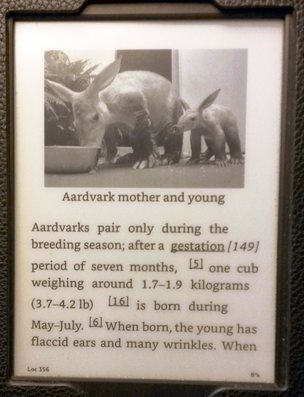 Aardvark mother and young
Aardvarks pair only during the
breeding season; after a gestation [149]
period of seven months, [5] one cub
weighing around 1.7–1.9 kilograms
(3.7–4.2 lb) [16] is born during
May–July. [6] When born, the young has
flaccid ears and many wrinkles. When
Loc 356 6%